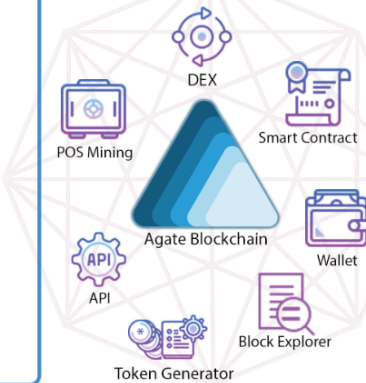 DEX
POS Mining
Smart Contract
Agate Blockchain
Wallet
API
API
Block Explorer
Token Generator